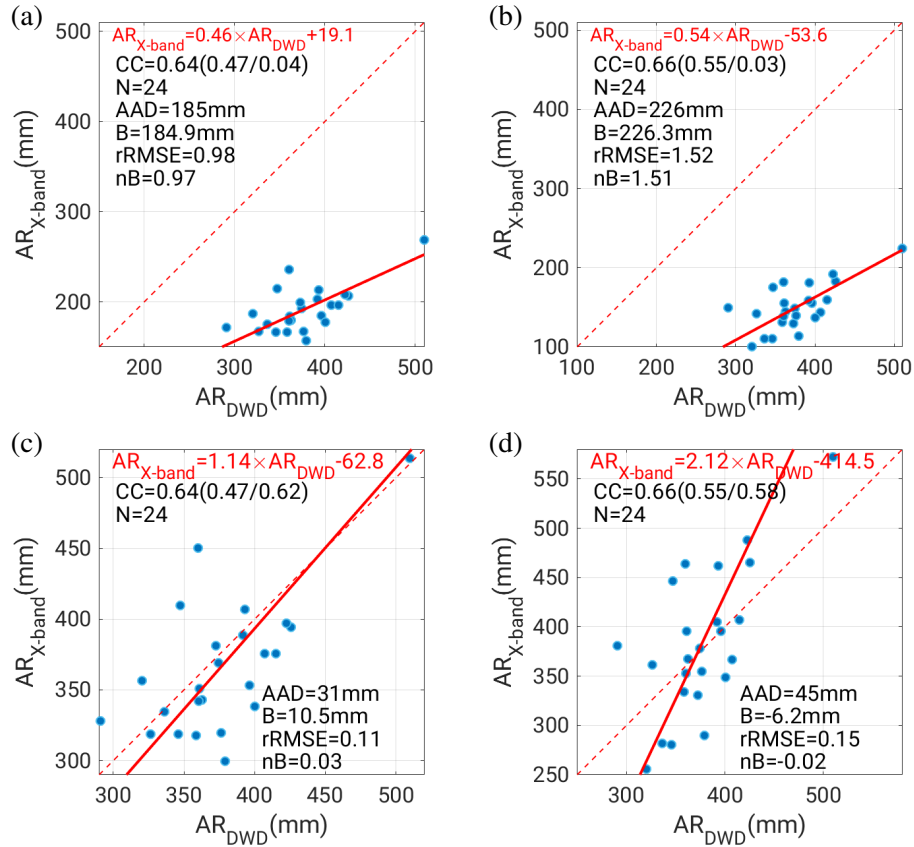 (a)
AR_X-band=0.46×AR_DWD+19.1
CC=0.64(0.47/0.04)
N=24
AAD=185mm
B=184.9mm
rRMSE=0.98
nB=0.97
500
400
300
200
200
300
400
500
AR_X-band(mm)
AR_DWD(mm)
(b)
AR_X-band=0.54×AR_DWD-53.6
CC=0.66(0.55/0.03)
N=24
AAD=226mm
B=226.3mm
rRMSE=1.52
nB=1.51
500
400
300
200
100
100
200
300
400
500
AR_X-band(mm)
AR_DWD(mm)
(c)
AR_X-band=1.14×AR_DWD-62.8
CC=0.64(0.47/0.62)
N=24
AAD=31mm
B=10.5mm
rRMSE=0.11
nB=0.03
500
450
400
350
300
300
350
400
450
500
AR_X-band(mm)
AR_DWD(mm)
(d)
AR_X-band=2.12×AR_DWD-414.5
CC=0.66(0.55/0.58)
N=24
AAD=45mm
B=-6.2mm
rRMSE=0.15
nB=-0.02
550
500
450
400
350
300
250
300
400
500
AR_X-band(mm)
AR_DWD(mm)